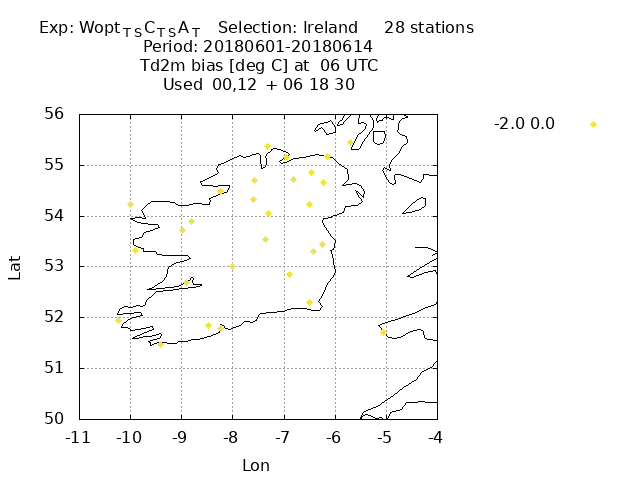 Exp: Wopt T S C T S A T Selection: Ireland 28 stations
Period: 20180601-20180614
Td2m bias [deg C] at 06 UTC
Used 00,12 + 06 18 30
-2.0 0.0
56
55
54
53
52
51
50
-11 -10 -9 -8 -7 -6 -5 -4
Lat
Lon